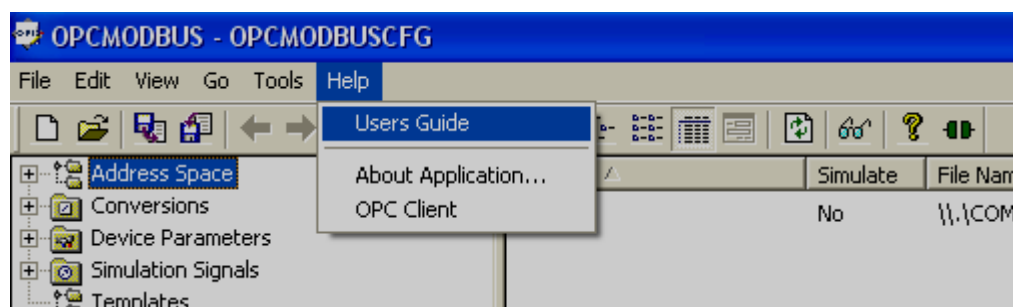 OPCMODBUS - OPCMODBUSCFG
File Edit View Go Tools Help
Users Guide
About Application...
OPC Client
Address Space
Conversions
Device Parameters
Simulation Signals
Templates
Simulate File Nam
No \\.\COM